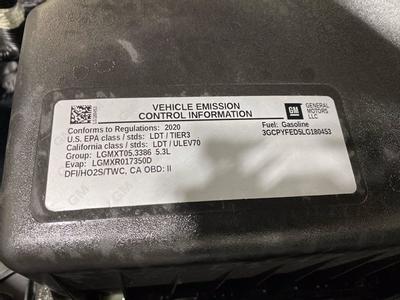 VEHICLE EMISSION
CONTROL INFORMATION
GM
GENERAL
MOTORS
LLC
Conforms to Regulations: 2020
U.S. EPA class / stds: LDT / TIER3
California class / stds: LDT / ULEV70
Group: LGMXT05.3386 5.3L
Evap: LGMXR017350D
DFI/HO2S/TWC, CA OBD: II
Fuel: Gasoline
3GCPYFED5LG180453